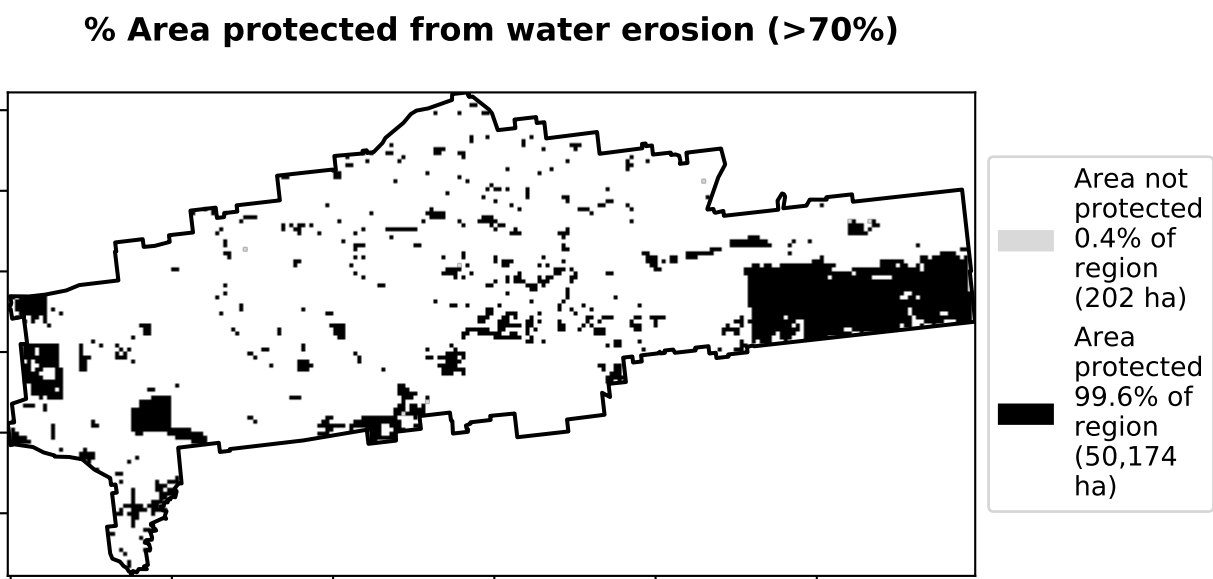 % Area protected from water erosion (>70%)
Area not
protected
0.4% of
region
(202 ha)
Area
protected
99.6% of
region
(50,174
ha)